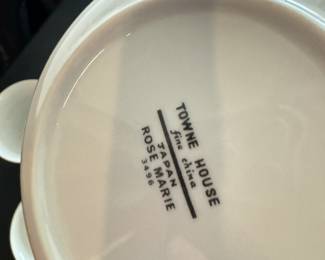 TOWNE HOUSE
fine china
JAPAN
ROSE MARIE
3496